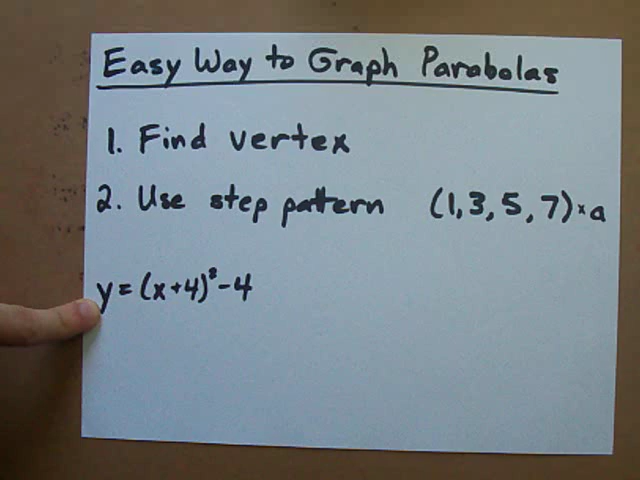 Easy Way to Graph Parabolas
1. Find vertex
2. Use step pattern (1, 3, 5, 7) × a
y = (x + 4)² - 4